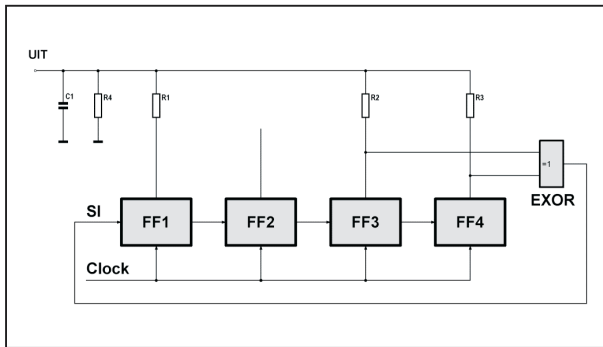 UIT
C1
R4
R1
R2
R3
=1
EXOR
SI
FF1
FF2
FF3
FF4
Clock